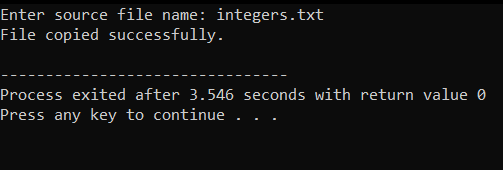 Enter source file name: integers.txt
File copied successfully.
--------------------------------
Process exited after 3.546 seconds with return value 0
Press any key to continue . . .